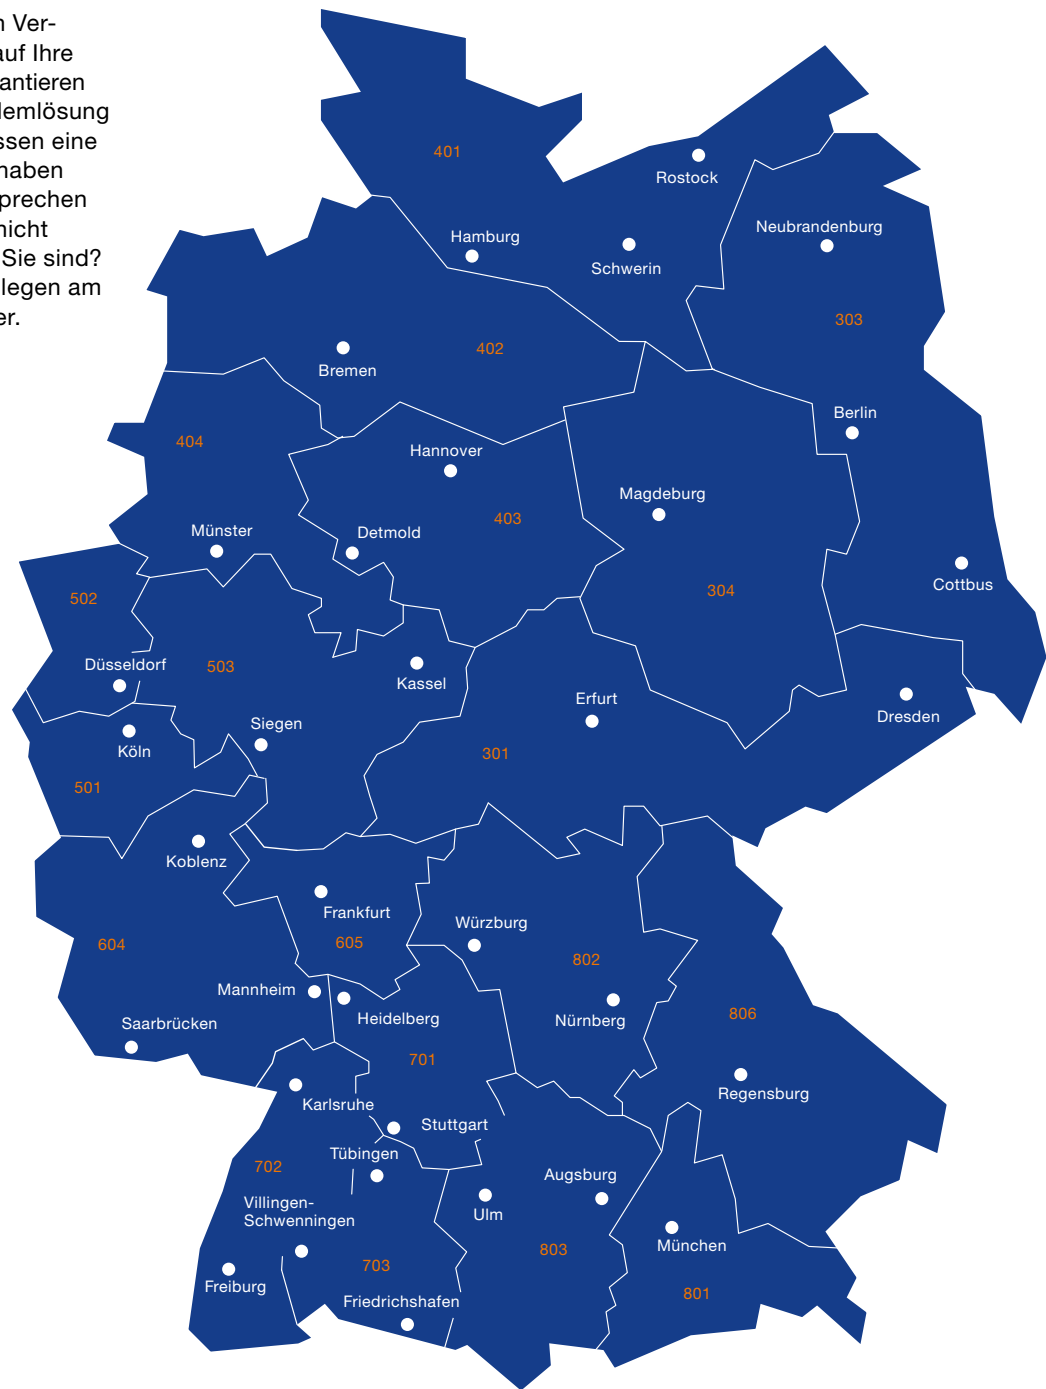 n Ver-
auf Ihre
antieren
lemlösung
ssen eine
haben
prechen
nicht
Sie sind?
legen am
er.
401
Rostock
Neubrandenburg
Hamburg
Schwerin
303
402
Bremen
Berlin
404
Hannover
Magdeburg
403
Münster
Detmold
Cottbus
304
502
Düsseldorf
503
Kassel
Erfurt
Dresden
Siegen
Köln
301
501
Koblenz
Frankfurt
Würzburg
605
604
802
Mannheim
Heidelberg
Nürnberg
806
Saarbrücken
701
Regensburg
Karlsruhe
Stuttgart
Tübingen
702
Augsburg
Villingen-
Schwenningen
Ulm
München
803
703
Freiburg
801
Friedrichshafen